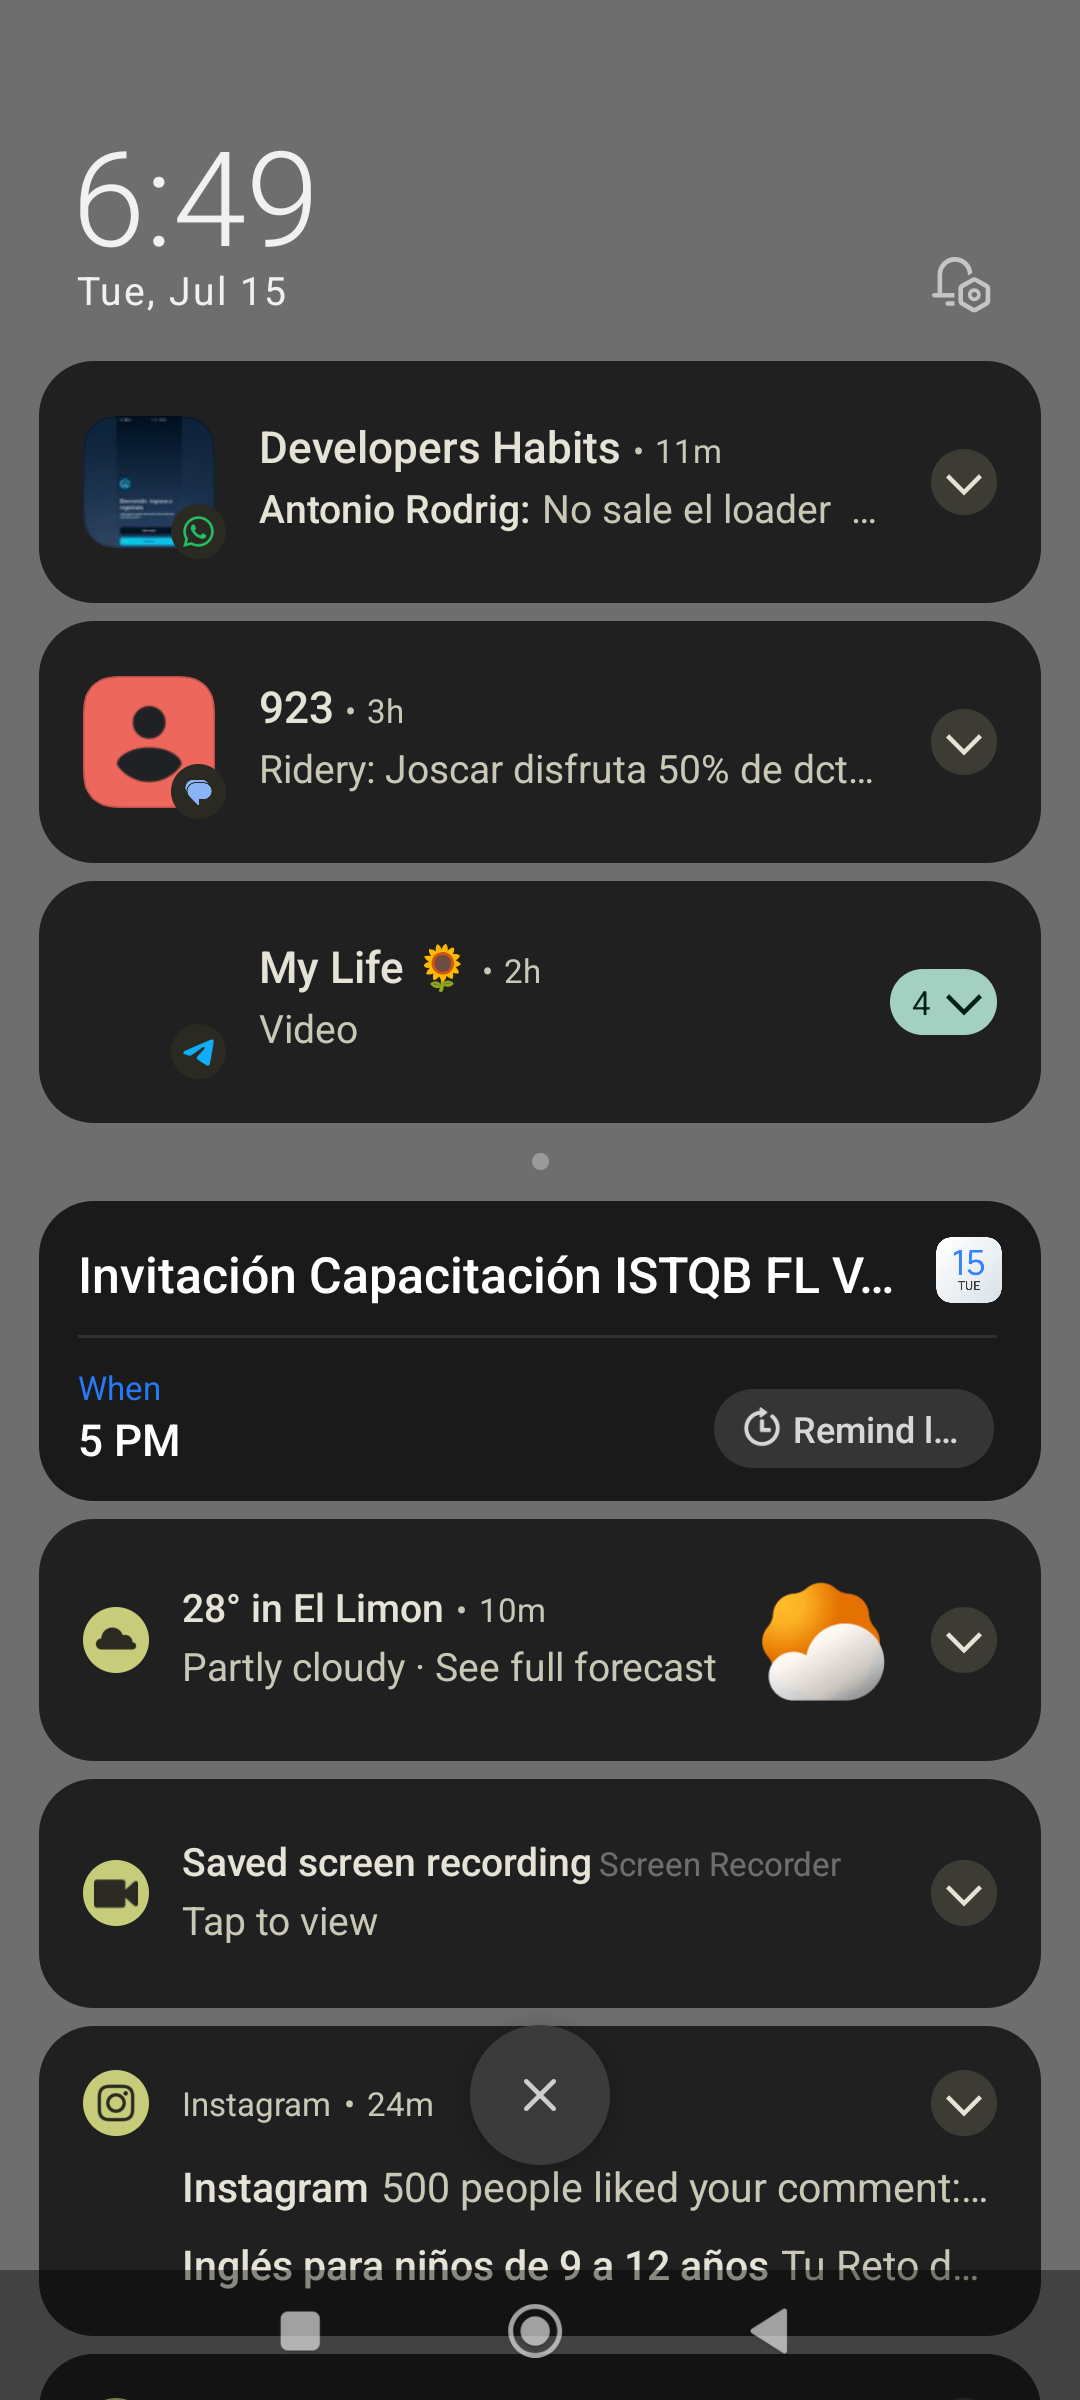 6:49
Tue, Jul 15
Developers Habits • 11m
Antonio Rodrig: No sale el loader ...
923 • 3h
Ridery: Joscar disfruta 50% de dct...
My Life 🌻 • 2h
Video
4
Invitación Capacitación ISTQB FL V...
15
TUE
When
5 PM
Remind l...
28° in El Limon • 10m
Partly cloudy · See full forecast
Saved screen recording Screen Recorder
Tap to view
Instagram • 24m
Instagram 500 people liked your comment:...
Inglés para niños de 9 a 12 años Tu Reto d...